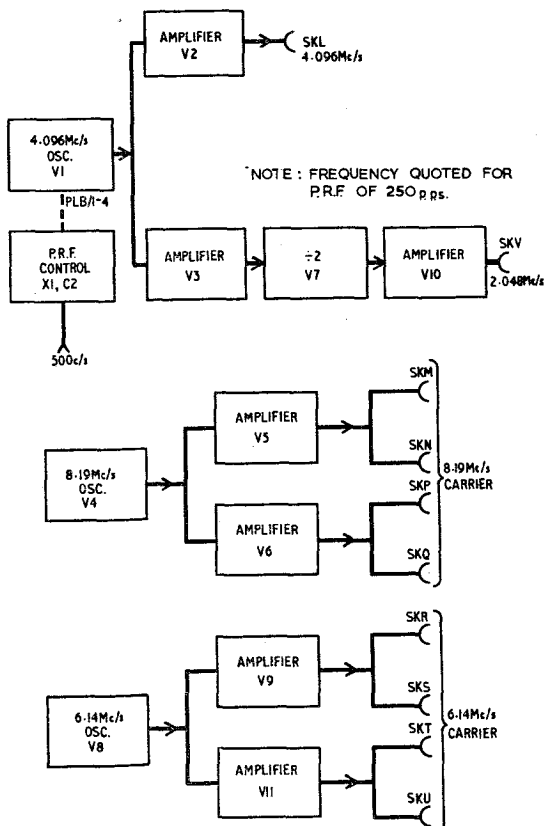 AMPLIFIER
V2
SKL
4.096Mc/s
4.096Mc/s
OSC.
V1
NOTE: FREQUENCY QUOTED FOR
P.R.F. OF 250 p.ps.
PLB/1-4
P.R.F.
CONTROL
X1, C2
500c/s
AMPLIFIER
V3
÷2
V7
AMPLIFIER
V10
SKV
2.048Mc/s
8.19Mc/s
OSC.
V4
AMPLIFIER
V5
AMPLIFIER
V6
SKM
SKN
SKP
SKQ
8.19Mc/s
CARRIER
6.14Mc/s
OSC.
V8
AMPLIFIER
V9
AMPLIFIER
V11
SKR
SKS
SKT
SKU
6.14Mc/s
CARRIER